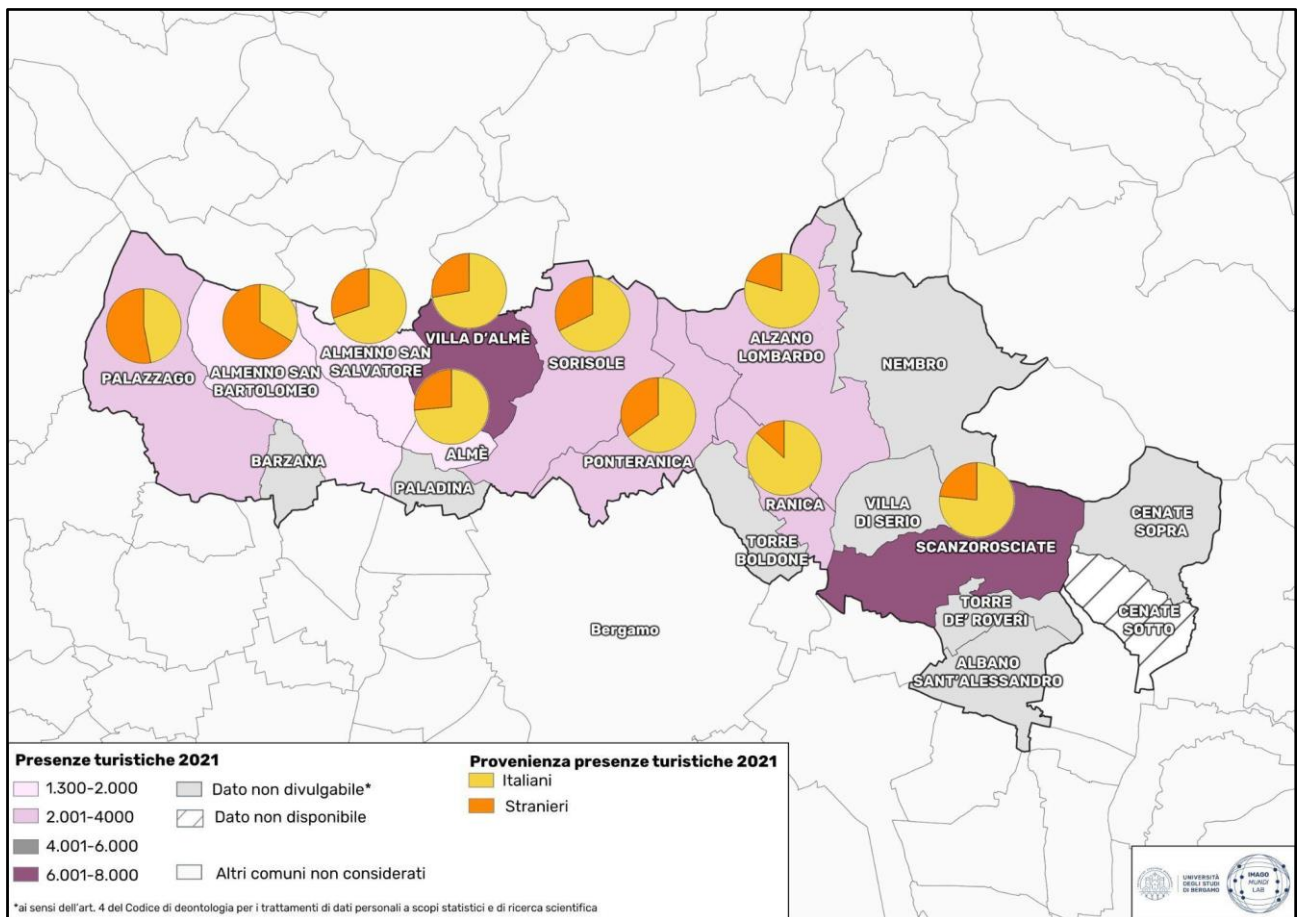 VILLA D'ALMÈ
ALZANO
LOMBARDO
ALMENNO SAN
SALVATORE
SORISOLE
NEMBRO
PALAZZAGO
ALMENNO SAN
BARTOLOMEO
BARZANA
ALMÈ
PONTERANICA
PALADINA
RANICA
VILLA
DI SERIO
CENATE
SOPRA
TORRE
BOLDONE
SCANZOROSCIATE
TORRE
DE' ROVERI
CENATE
SOTTO
Bergamo
ALBANO
SANT'ALESSANDRO
Presenze turistiche 2021
1.300-2.000
2.001-4000
4.001-6.000
6.001-8.000
Dato non divulgabile*
Dato non disponibile
Altri comuni non considerati
Provenienza presenze turistiche 2021
Italiani
Stranieri
*ai sensi dell'art. 4 del Codice di deontologia per i trattamenti di dati personali a scopi statistici e di ricerca scientifica
UNIVERSITÀ
DEGLI STUDI
DI BERGAMO
IMAGO
MUNDI
LAB